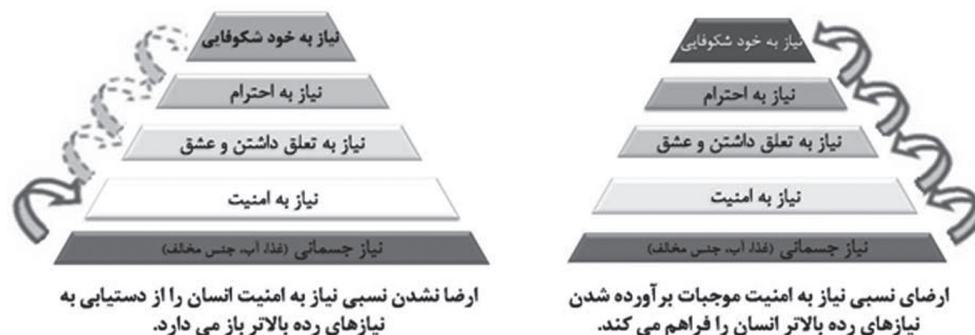 نیاز به خود شکوفایی
نیاز به احترام
نیاز به تعلق داشتن و عشق
نیاز به امنیت
نیاز جسمانی (غذا، آب، جنس مخالف)
ارضای نسبی نیاز به امنیت موجبات برآورده شدن
نیازهای رده بالاتر انسان را فراهم می کند.
نیاز به خود شکوفایی
نیاز به احترام
نیاز به تعلق داشتن و عشق
نیاز به امنیت
نیاز جسمانی (غذا، آب، جنس مخالف)
ارضا نشدن نسبی نیاز به امنیت انسان را از دستیابی به
نیازهای رده بالاتر باز می دارد.